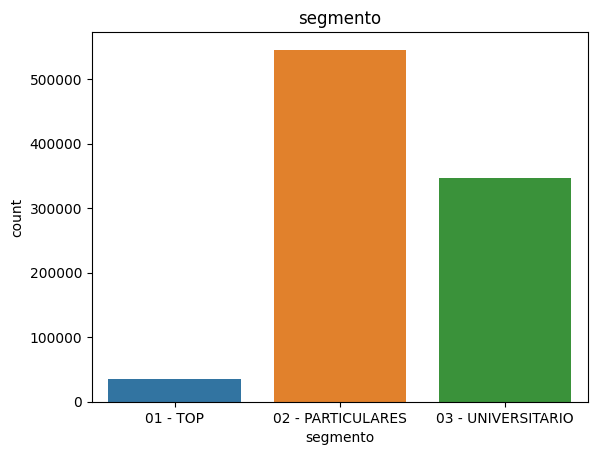 segmento
500000
400000
300000
200000
100000
0
count
01 - TOP
02 - PARTICULARES
03 - UNIVERSITARIO
segmento